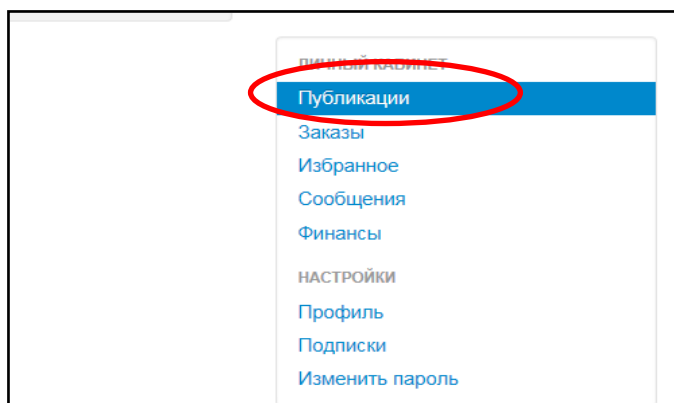 ЛИЧНЫЙ КАБИНЕТ
Публикации
Заказы
Избранное
Сообщения
Финансы
НАСТРОЙКИ
Профиль
Подписки
Изменить пароль